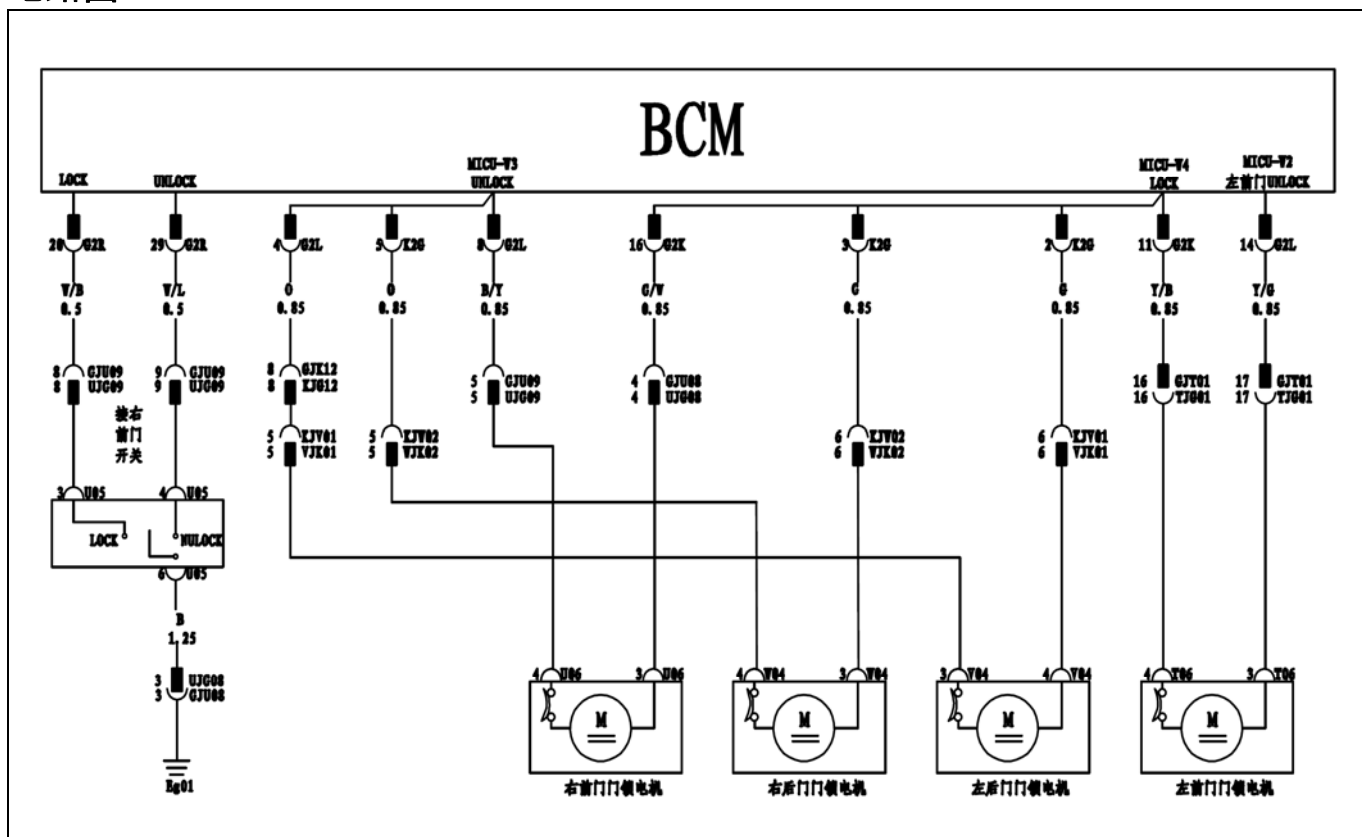 BCM
LOCK
UNLOCK
MICU-W3
UNLOCK
MICU-W4
LOCK
MICU-W2
左前门UNLOCK
28 G2R
29 G2R
4 G2L
5 K2G
8 G2L
16 G2K
3 K2G
2 K2G
11 G2K
14 G2L
W/B
0.5
W/L
0.5
O
0.85
O
0.85
B/Y
0.85
G/W
0.85
G
0.85
G
0.85
Y/B
0.85
Y/G
0.85
8 GJU09
8 UJG09
9 GJU09
9 UJG09
8 GJK12
8 KJG12
5 GJU09
5 UJG09
4 GJU08
4 UJG08
16 GJT01
16 TJG01
17 GJT01
17 TJG01
接右
前门
开关
5 KJV01
5 VJK01
5 KJW02
5 WJK02
6 KJW02
6 WJK02
6 KJV01
6 VJK01
3 U05
4 U05
LOCK
NULOCK
6 U05
B
1.25
3 UJG08
3 GJU08
Eg01
4 U06
3 U06
4 W04
3 W04
3 V04
4 V04
4 T06
3 T06
M
M
M
M
右前门门锁电机
右后门门锁电机
左后门门锁电机
左前门门锁电机